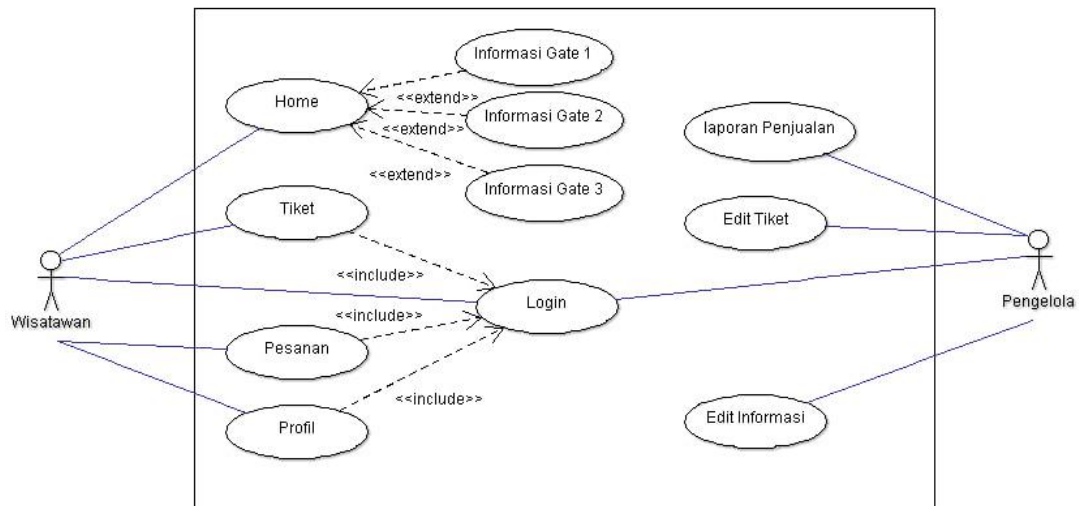 Informasi Gate 1
Home
<<extend>>
Informasi Gate 2
<<extend>>
laporan Penjualan
<<extend>>
Informasi Gate 3
Tiket
Edit Tiket
<<include>>
Login
Wisatawan
Pengelola
<<include>>
Pesanan
<<include>>
Profil
Edit Informasi